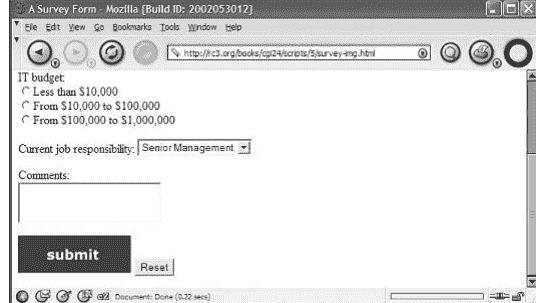 A Survey Form - Mozilla {Build ID: 2002053012}
File Edit View Go Bookmarks Tools Window Help
http://rc3.org/books/cgi24/scripts/5/survey-img.html
IT budget:
Less than $10,000
From $10,000 to $100,000
From $100,000 to $1,000,000
Current job responsibility: Senior Management
Comments:
submit
Reset
Document: Done (0.22 secs)